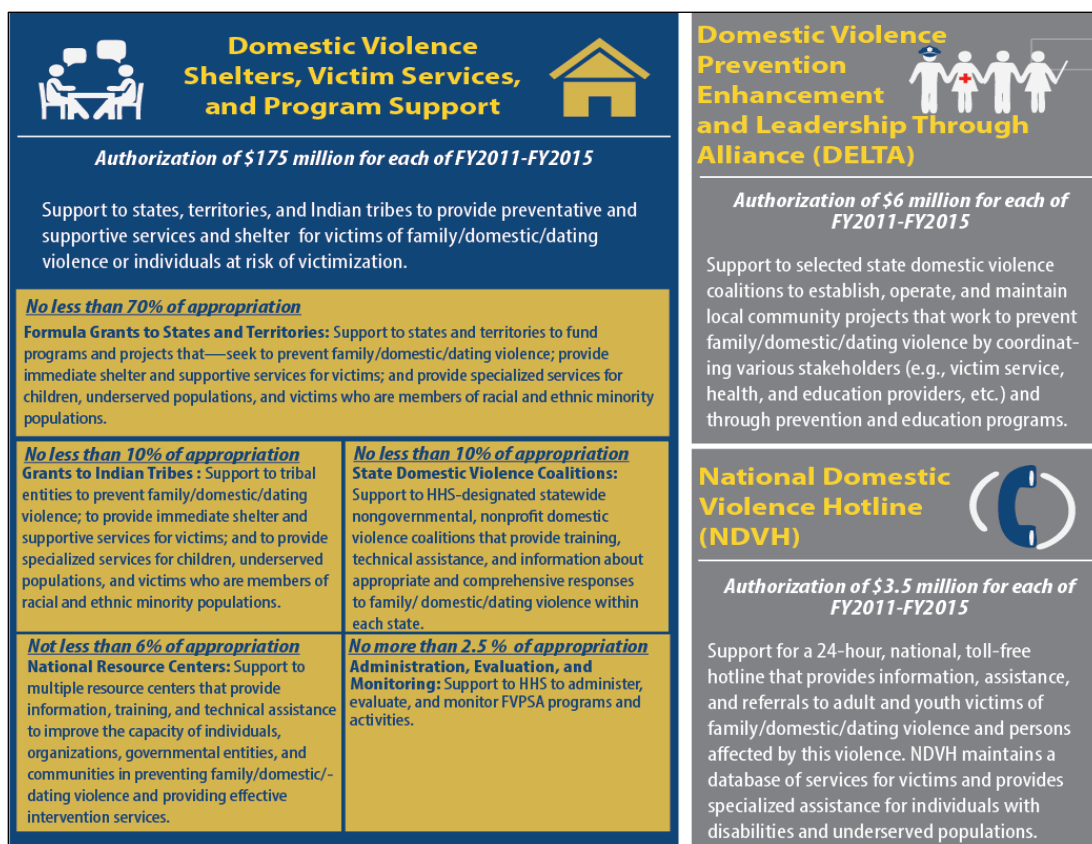 Domestic Violence
Shelters, Victim Services,
and Program Support
Authorization of $175 million for each of FY2011-FY2015
Support to states, territories, and Indian tribes to provide preventative and
supportive services and shelter for victims of family/domestic/dating
violence or individuals at risk of victimization.
No less than 70% of appropriation
Formula Grants to States and Territories: Support to states and territories to fund
programs and projects that—seek to prevent family/domestic/dating violence; provide
immediate shelter and supportive services for victims; and provide specialized services for
children, underserved populations, and victims who are members of racial and ethnic minority
populations.
No less than 10% of appropriation
Grants to Indian Tribes : Support to tribal
entities to prevent family/domestic/dating
violence; to provide immediate shelter and
supportive services for victims; and to provide
specialized services for children, underserved
populations, and victims who are members of
racial and ethnic minority populations.
No less than 10% of appropriation
State Domestic Violence Coalitions:
Support to HHS-designated statewide
nongovernmental, nonprofit domestic
violence coalitions that provide training,
technical assistance, and information about
appropriate and comprehensive responses
to family/ domestic/dating violence within
each state.
Not less than 6% of appropriation
National Resource Centers: Support to
multiple resource centers that provide
information, training, and technical assistance
to improve the capacity of individuals,
organizations, governmental entities, and
communities in preventing family/domestic/-
dating violence and providing effective
intervention services.
No more than 2.5 % of appropriation
Administration, Evaluation, and
Monitoring: Support to HHS to administer,
evaluate, and monitor FVPSA programs and
activities.
Domestic Violence
Prevention
Enhancement
and Leadership Through
Alliance (DELTA)
Authorization of $6 million for each of
FY2011-FY2015
Support to selected state domestic violence
coalitions to establish, operate, and maintain
local community projects that work to prevent
family/domestic/dating violence by coordinat-
ing various stakeholders (e.g., victim service,
health, and education providers, etc.) and
through prevention and education programs.
National Domestic
Violence Hotline
(NDVH)
Authorization of $3.5 million for each of
FY2011-FY2015
Support for a 24-hour, national, toll-free
hotline that provides information, assistance,
and referrals to adult and youth victims of
family/domestic/dating violence and persons
affected by this violence. NDVH maintains a
database of services for victims and provides
specialized assistance for individuals with
disabilities and underserved populations.